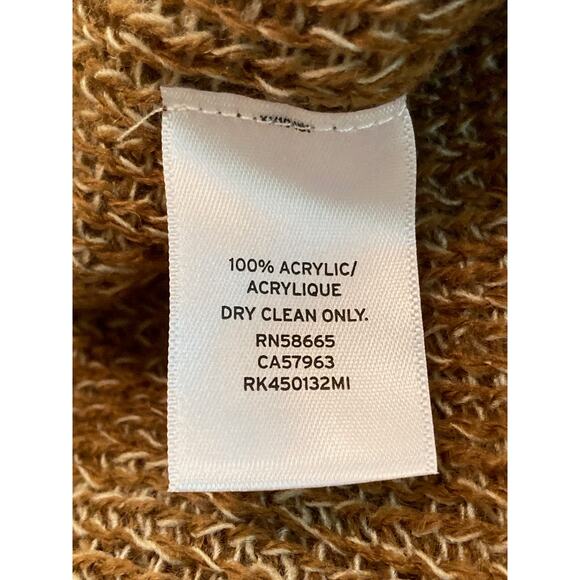 100% ACRYLIC/
ACRYLIQUE
DRY CLEAN ONLY.
RN58665
CA57963
RK450132MI